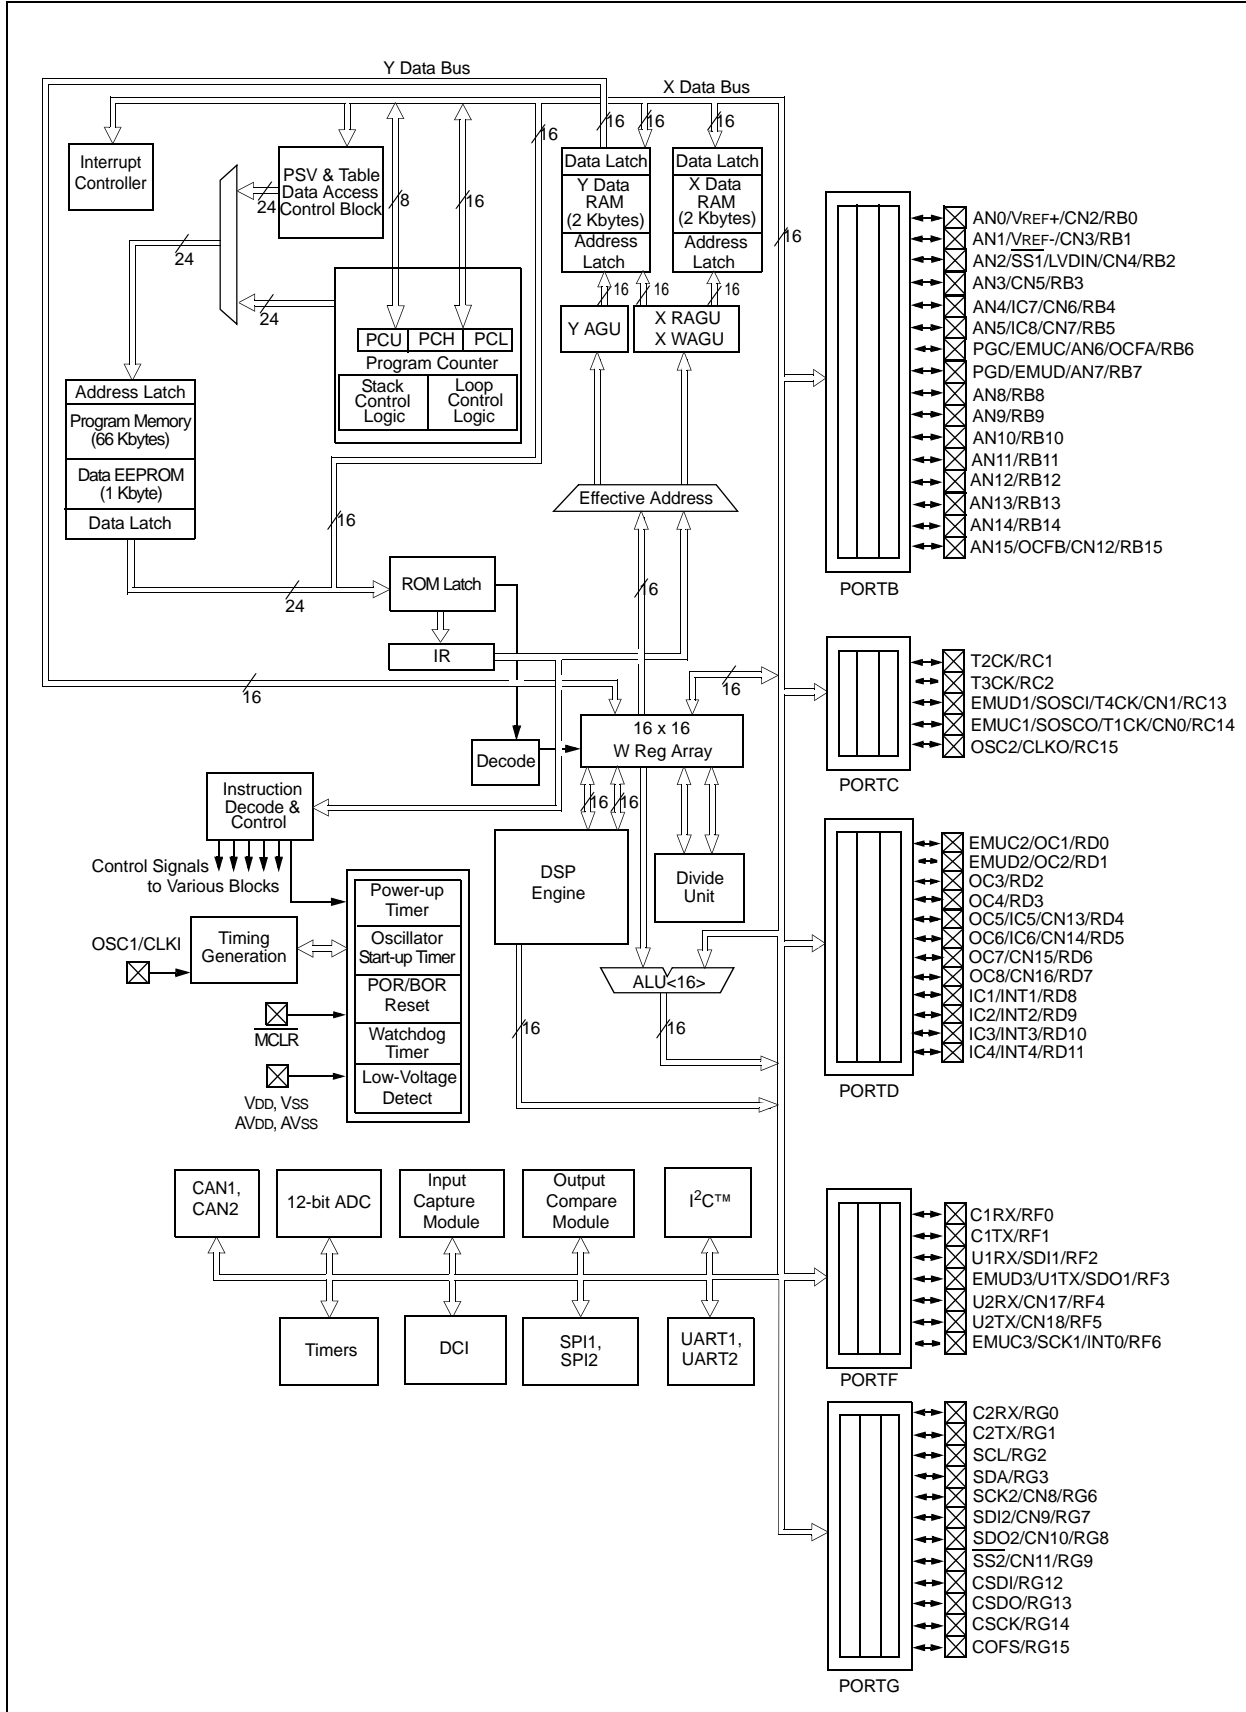 Y Data Bus
X Data Bus
16
16
16
16
Interrupt
Controller
PSV & Table
Data Access
Control Block
24
8
16
Data Latch
Y Data
RAM
(2 Kbytes)
Address
Latch
Data Latch
X Data
RAM
(2 Kbytes)
Address
Latch
16
24
24
16
16
16
Y AGU
X RAGU
X WAGU
PCU
PCH
PCL
Program Counter
Stack
Control
Logic
Loop
Control
Logic
Address Latch
Program Memory
(66 Kbytes)
Data EEPROM
(1 Kbyte)
Data Latch
Effective Address
16
24
ROM Latch
16
IR
16
16
16 x 16
W Reg Array
Decode
Instruction
Decode &
Control
16
16
Control Signals
to Various Blocks
DSP
Engine
Divide
Unit
Power-up
Timer
Oscillator
Start-up Timer
POR/BOR
Reset
Watchdog
Timer
Low-Voltage
Detect
OSC1/CLKI
Timing
Generation
MCLR
VDD, VSS
AVDD, AVSS
ALU<16>
16
16
CAN1,
CAN2
12-bit ADC
Input
Capture
Module
Output
Compare
Module
I²C™
Timers
DCI
SPI1,
SPI2
UART1,
UART2
AN0/VREF+/CN2/RB0
AN1/VREF-/CN3/RB1
AN2/SS1/LVDIN/CN4/RB2
AN3/CN5/RB3
AN4/IC7/CN6/RB4
AN5/IC8/CN7/RB5
PGC/EMUC/AN6/OCFA/RB6
PGD/EMUD/AN7/RB7
AN8/RB8
AN9/RB9
AN10/RB10
AN11/RB11
AN12/RB12
AN13/RB13
AN14/RB14
AN15/OCFB/CN12/RB15
PORTB
T2CK/RC1
T3CK/RC2
EMUD1/SOSCI/T4CK/CN1/RC13
EMUC1/SOSCO/T1CK/CN0/RC14
OSC2/CLKO/RC15
PORTC
EMUC2/OC1/RD0
EMUD2/OC2/RD1
OC3/RD2
OC4/RD3
OC5/IC5/CN13/RD4
OC6/IC6/CN14/RD5
OC7/CN15/RD6
OC8/CN16/RD7
IC1/INT1/RD8
IC2/INT2/RD9
IC3/INT3/RD10
IC4/INT4/RD11
PORTD
C1RX/RF0
C1TX/RF1
U1RX/SDI1/RF2
EMUD3/U1TX/SDO1/RF3
U2RX/CN17/RF4
U2TX/CN18/RF5
EMUC3/SCK1/INT0/RF6
PORTF
C2RX/RG0
C2TX/RG1
SCL/RG2
SDA/RG3
SCK2/CN8/RG6
SDI2/CN9/RG7
SDO2/CN10/RG8
SS2/CN11/RG9
CSDI/RG12
CSDO/RG13
CSCK/RG14
COFS/RG15
PORTG